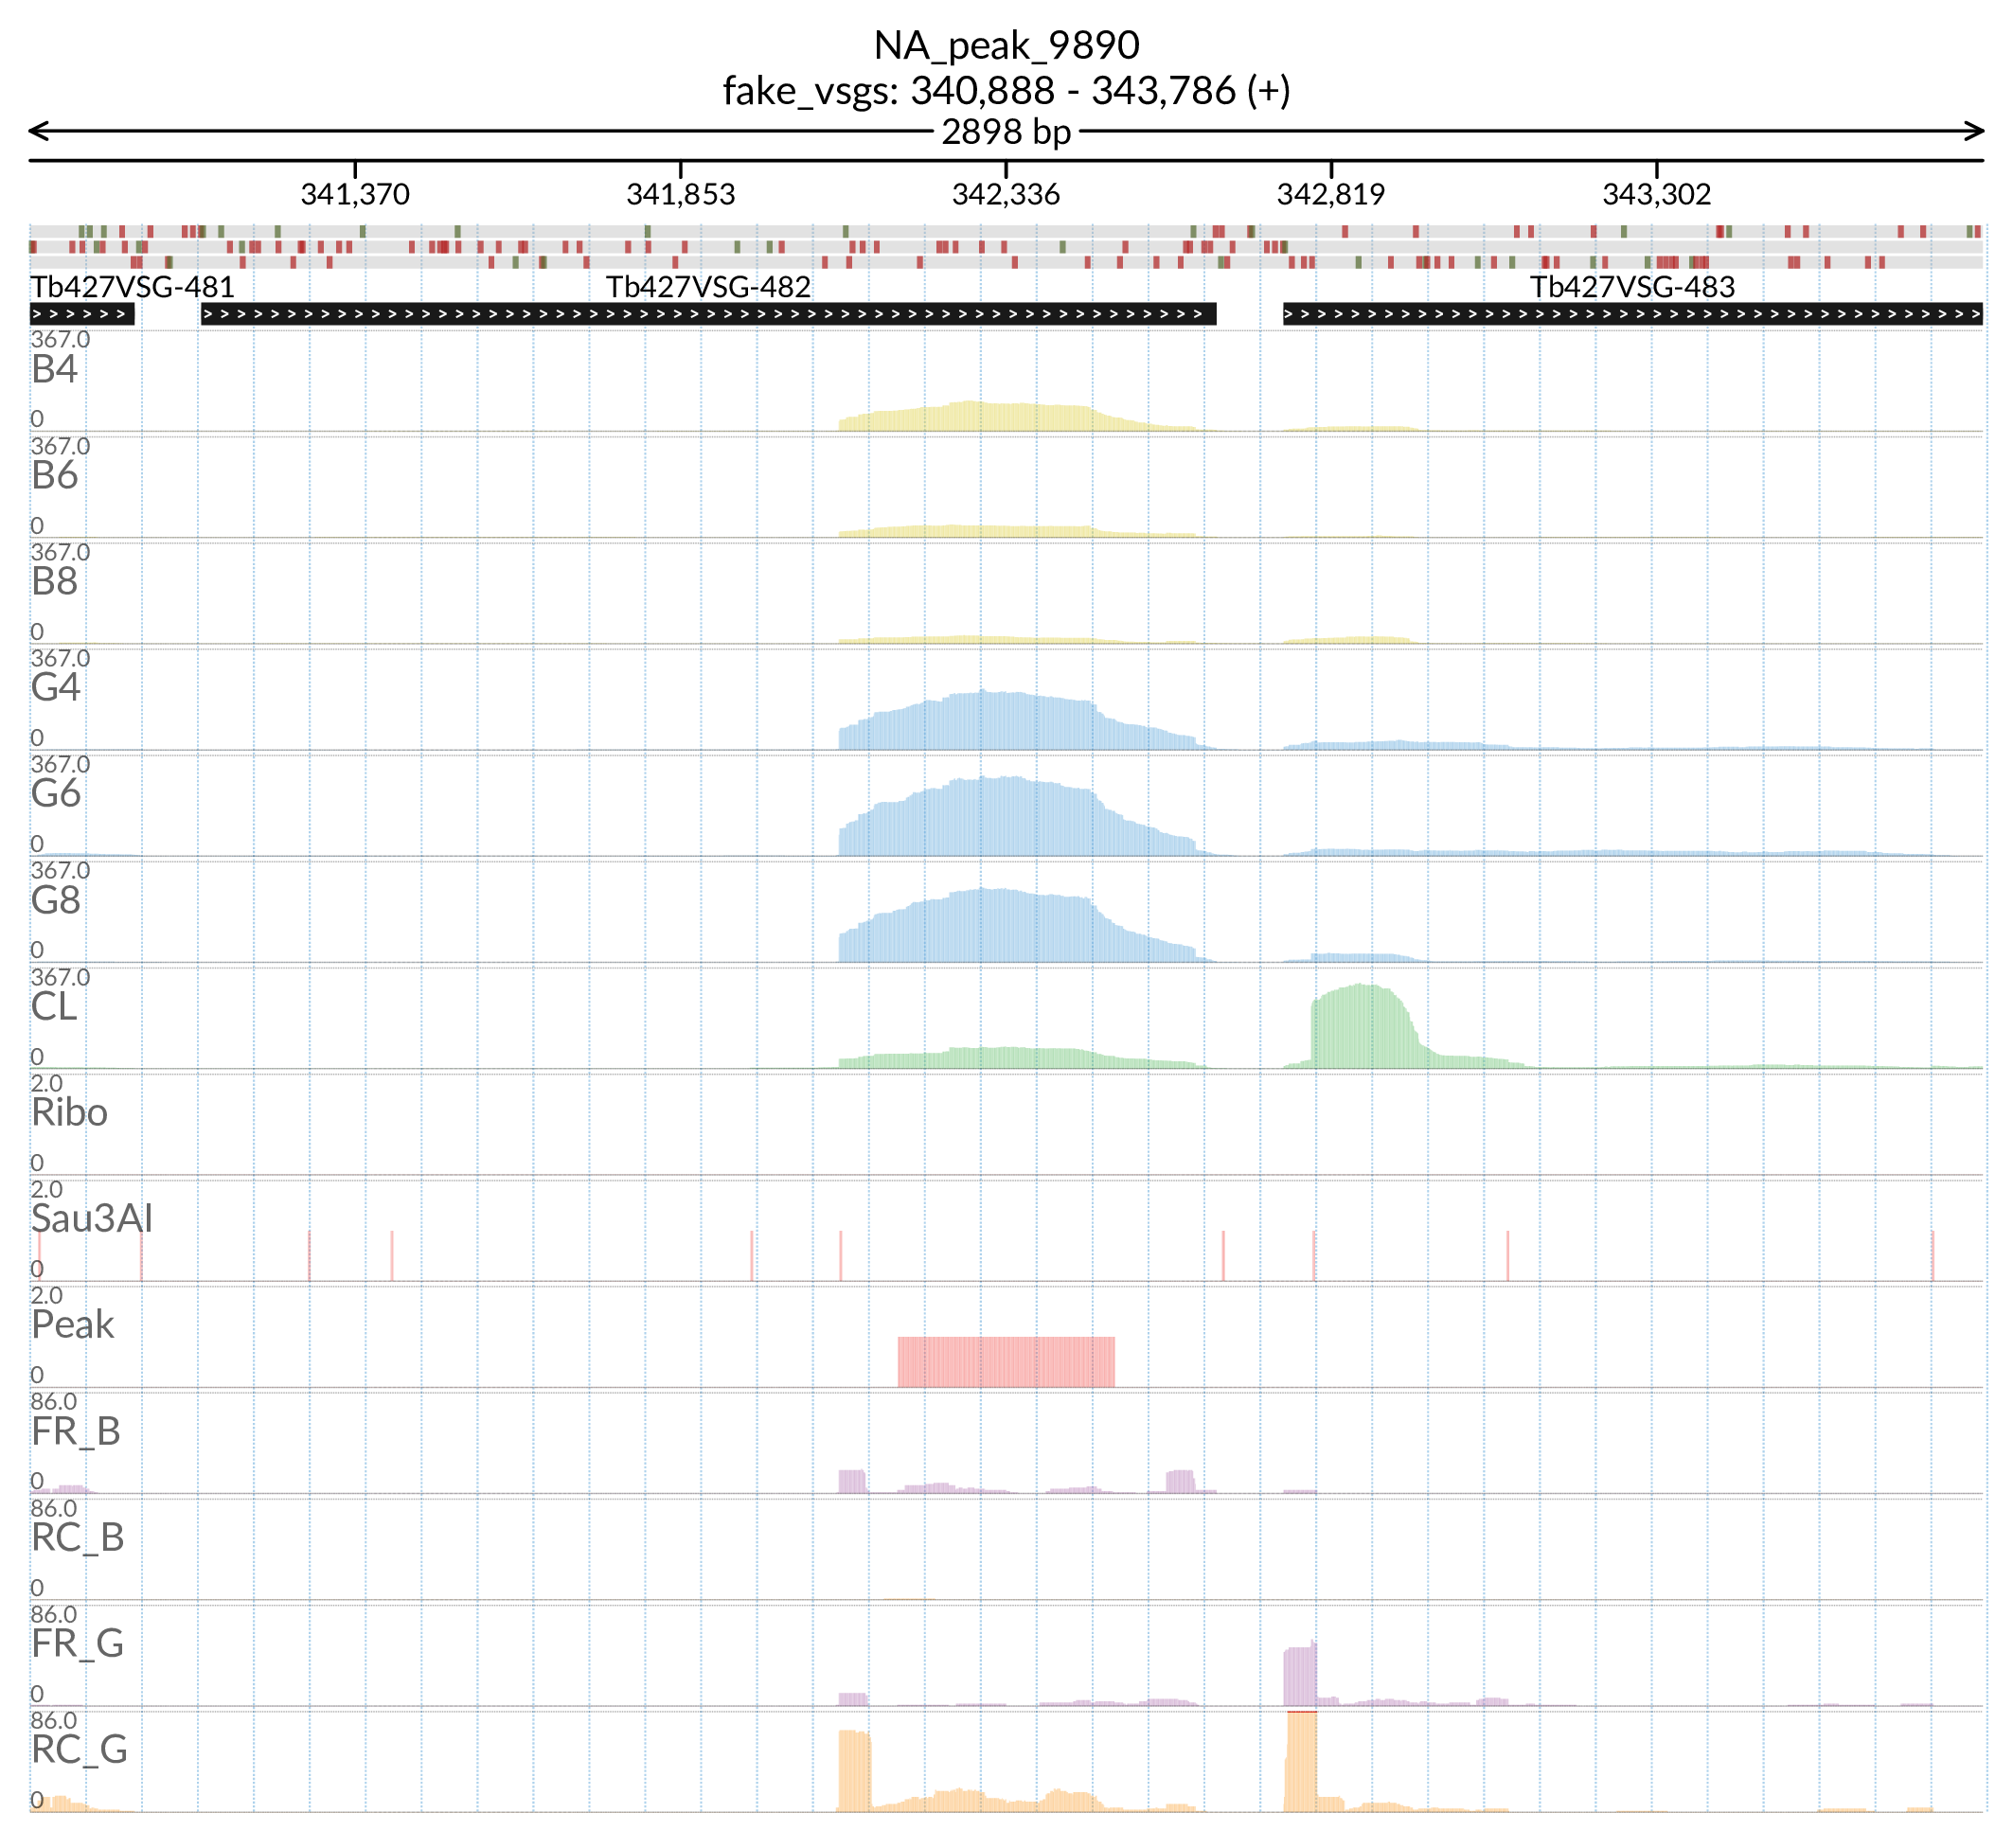 NA_peak_9890
fake_vsgs: 340,888 - 343,786 (+)
2898 bp
341,370 341,853 342,336 342,819 343,302
Tb427VSG-481 Tb427VSG-482 Tb427VSG-483
367.0
B4
0
367.0
B6
0
367.0
B8
0
367.0
G4
0
367.0
G6
0
367.0
G8
0
367.0
CL
0
2.0
Ribo
0
2.0
Sau3AI
0
2.0
Peak
0
86.0
FR_B
0
86.0
RC_B
0
86.0
FR_G
0
86.0
RC_G
0